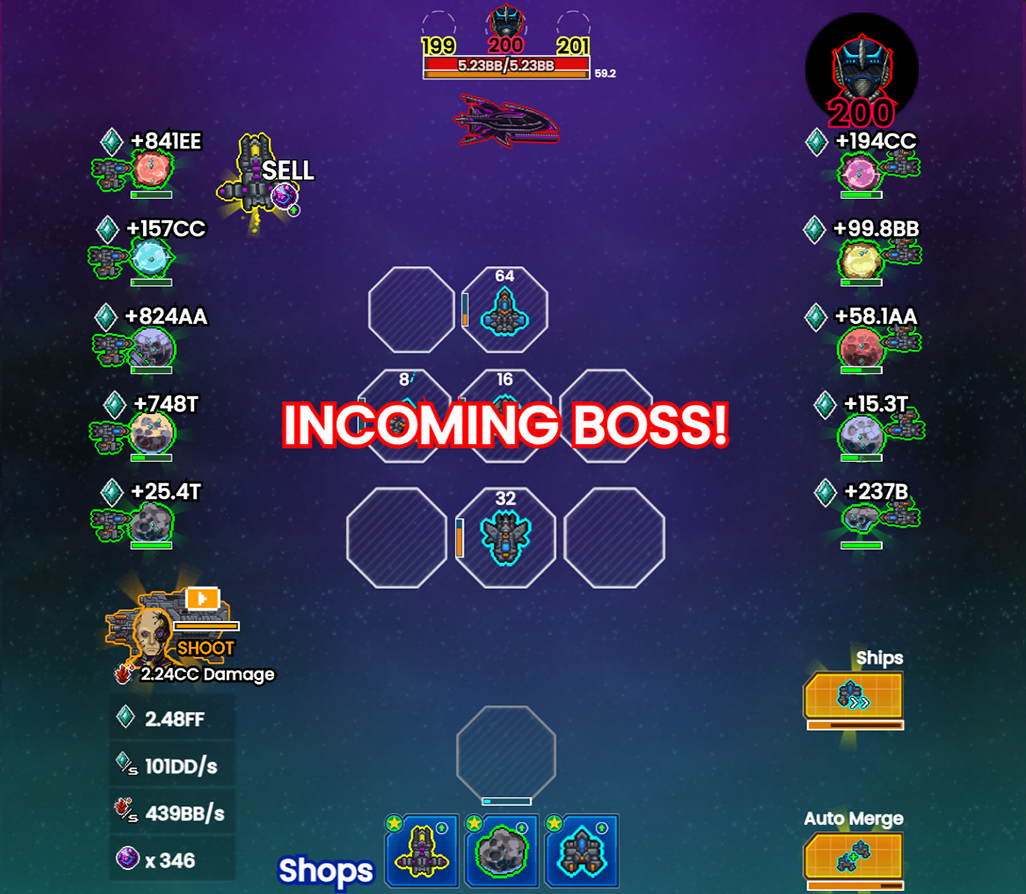 199 200 201
5.23BB/5.23BB
59.2
200
+841EE
SELL
+194CC
+157CC
+99.8BB
+824AA
+58.1AA
+748T
+15.3T
+25.4T
+237B
64
8 16
INCOMING BOSS!
32
SHOOT
2.24CC Damage
2.48FF
101DD/s
439BB/s
x 346
Ships
Auto Merge
Shops